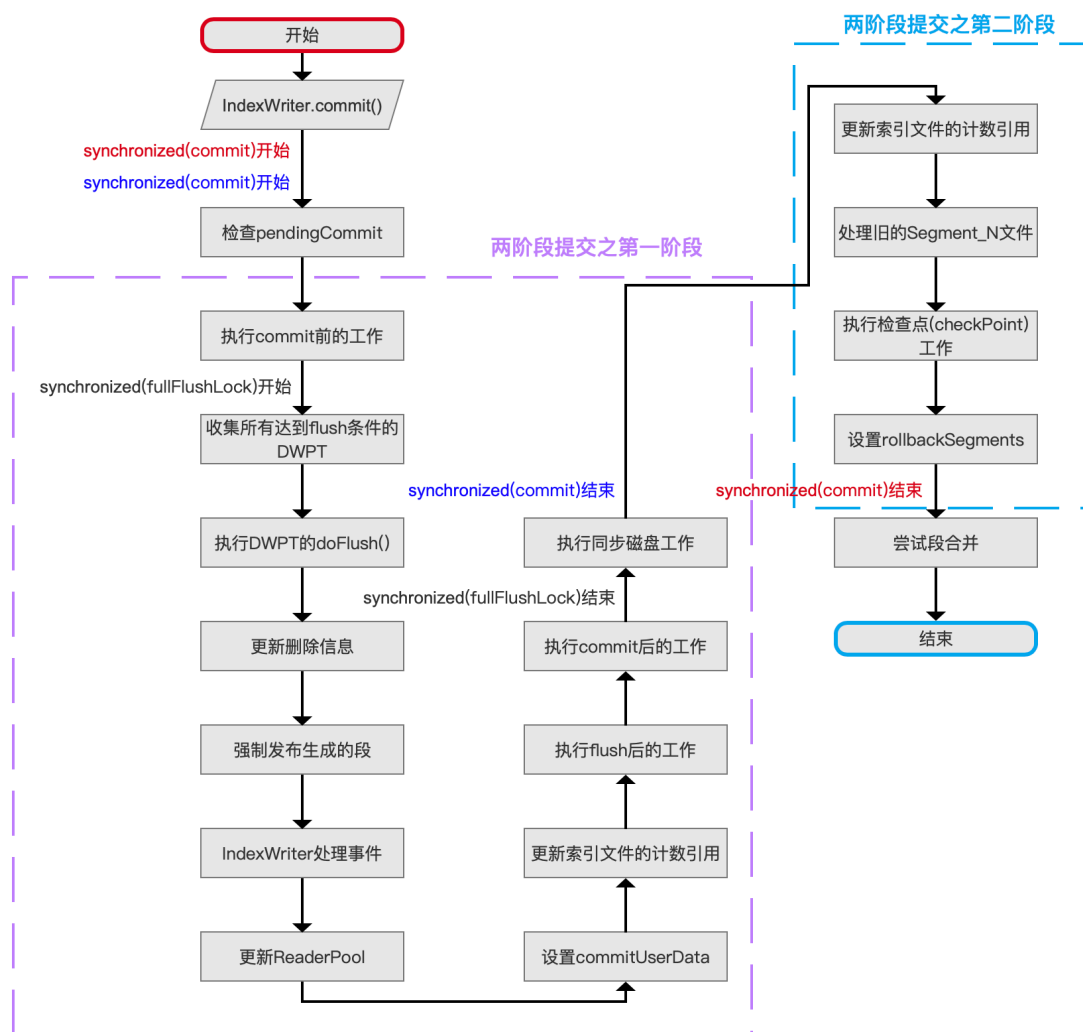 开始
IndexWriter.commit()
synchronized(commit)开始
synchronized(commit)开始
检查pendingCommit
两阶段提交之第一阶段
执行commit前的工作
synchronized(fullFlushLock)开始
收集所有达到flush条件的
DWPT
执行DWPT的doFlush()
更新删除信息
强制发布生成的段
IndexWriter处理事件
更新ReaderPool
设置commitUserData
更新索引文件的计数引用
执行flush后的工作
执行commit后的工作
synchronized(fullFlushLock)结束
执行同步磁盘工作
synchronized(commit)结束
两阶段提交之第二阶段
更新索引文件的计数引用
处理旧的Segment_N文件
执行检查点(checkPoint)
工作
设置rollbackSegments
synchronized(commit)结束
尝试段合并
结束